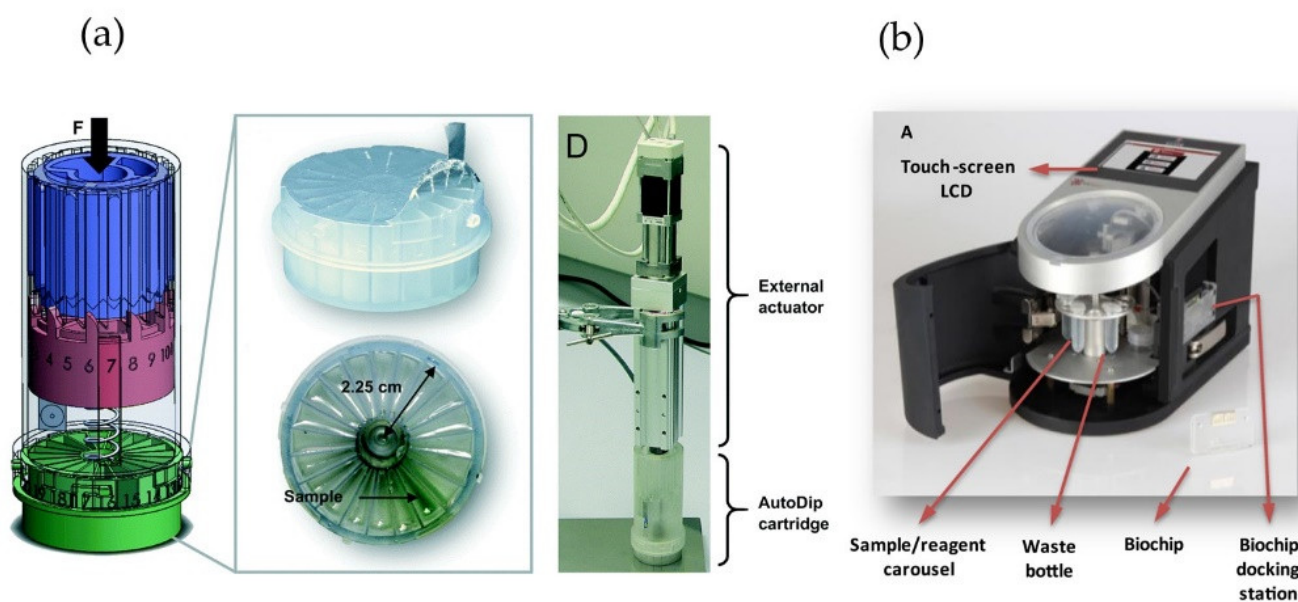 (a)
(b)
F
D
A
Touch-screen
LCD
2.25 cm
Sample
External
actuator
AutoDip
cartridge
4 5 6 7 8 9 10
Sample/reagent
carousel
Waste
bottle
Biochip
Biochip
docking
station